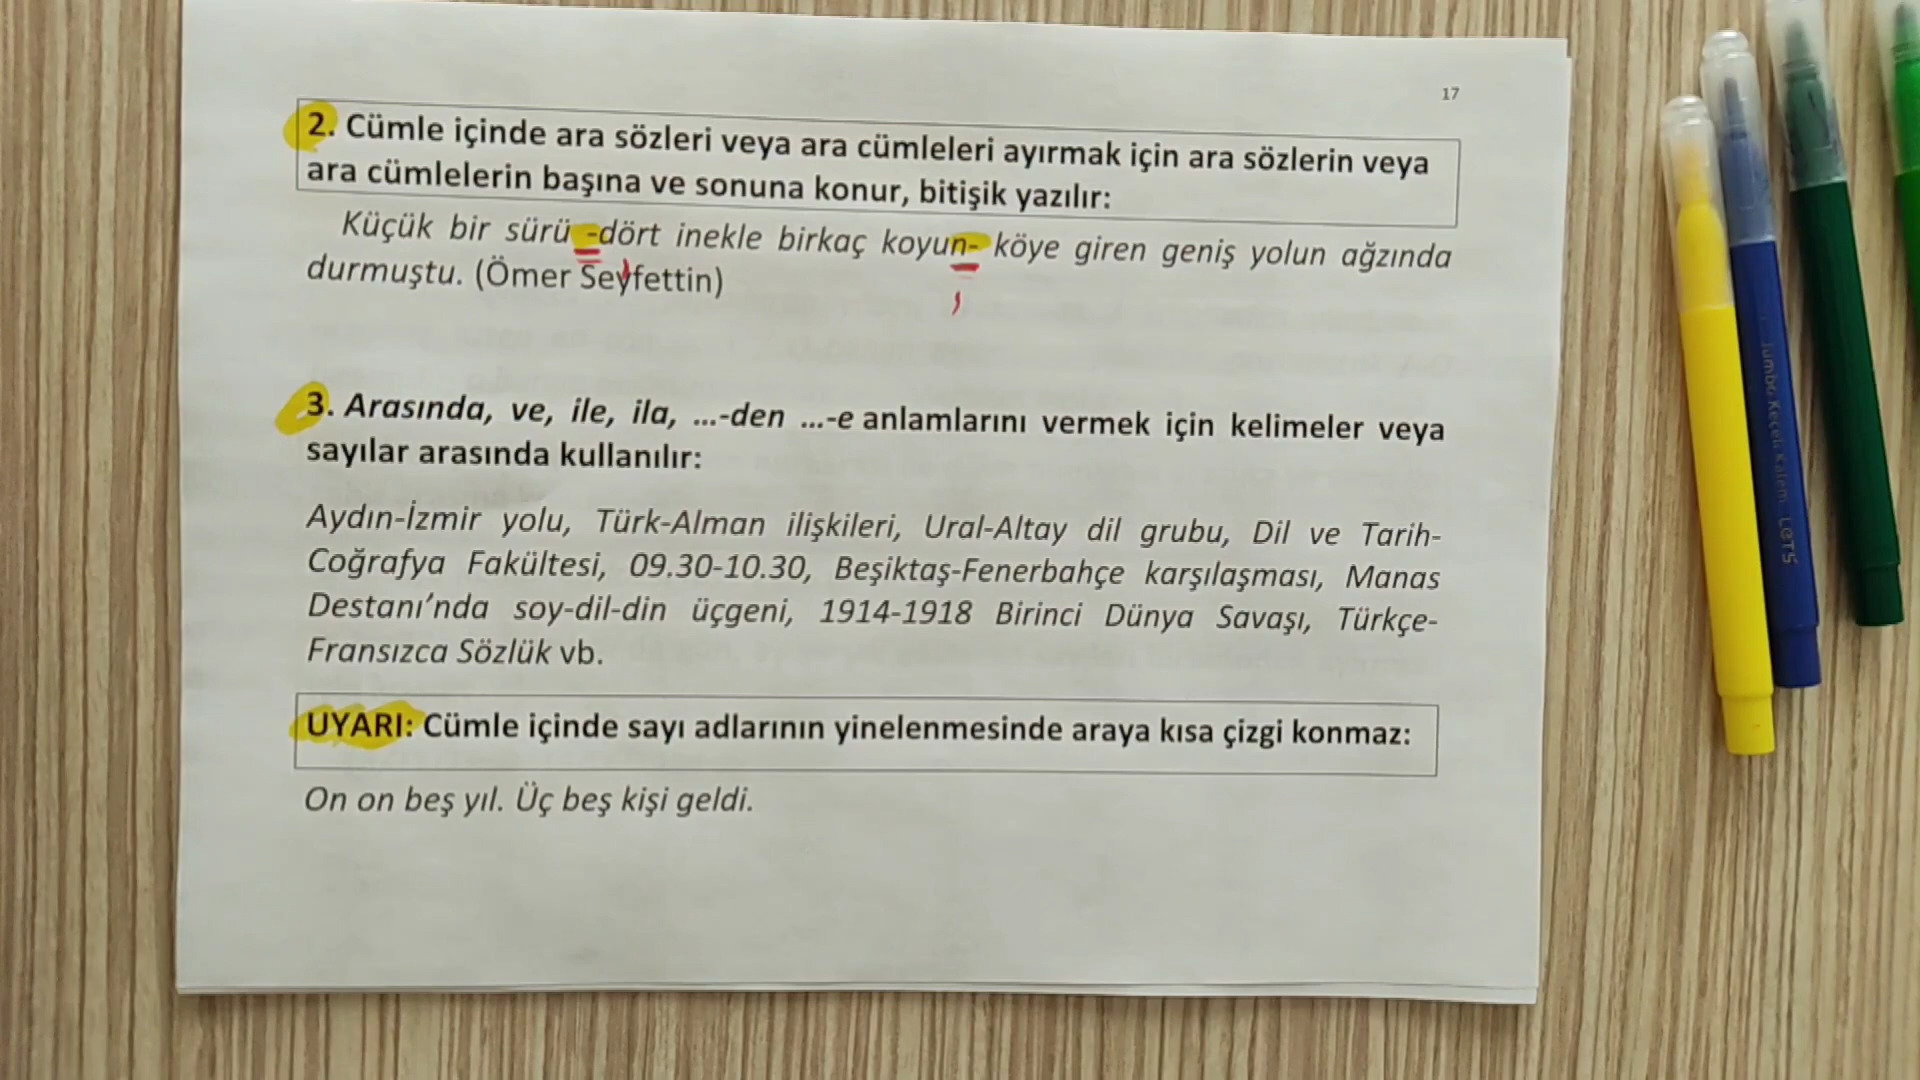 17
2. Cümle içinde ara sözleri veya ara cümleleri ayırmak için ara sözlerin veya
ara cümlelerin başına ve sonuna konur, bitişik yazılır:
Küçük bir sürü -dört inekle birkaç koyun- köye giren geniş yolun ağzında
durmuştu. (Ömer Seyfettin)
,
3. Arasında, ve, ile, ila, ...-den ...-e anlamlarını vermek için kelimeler veya
sayılar arasında kullanılır:
Aydın-İzmir yolu, Türk-Alman ilişkileri, Ural-Altay dil grubu, Dil ve Tarih-
Coğrafya Fakültesi, 09.30-10.30, Beşiktaş-Fenerbahçe karşılaşması, Manas
Destanı’nda soy-dil-din üçgeni, 1914-1918 Birinci Dünya Savaşı, Türkçe-
Fransızca Sözlük vb.
UYARI: Cümle içinde sayı adlarının yinelenmesinde araya kısa çizgi konmaz:
On on beş yıl. Üç beş kişi geldi.
Jumbo Keçeli Kalem LETS